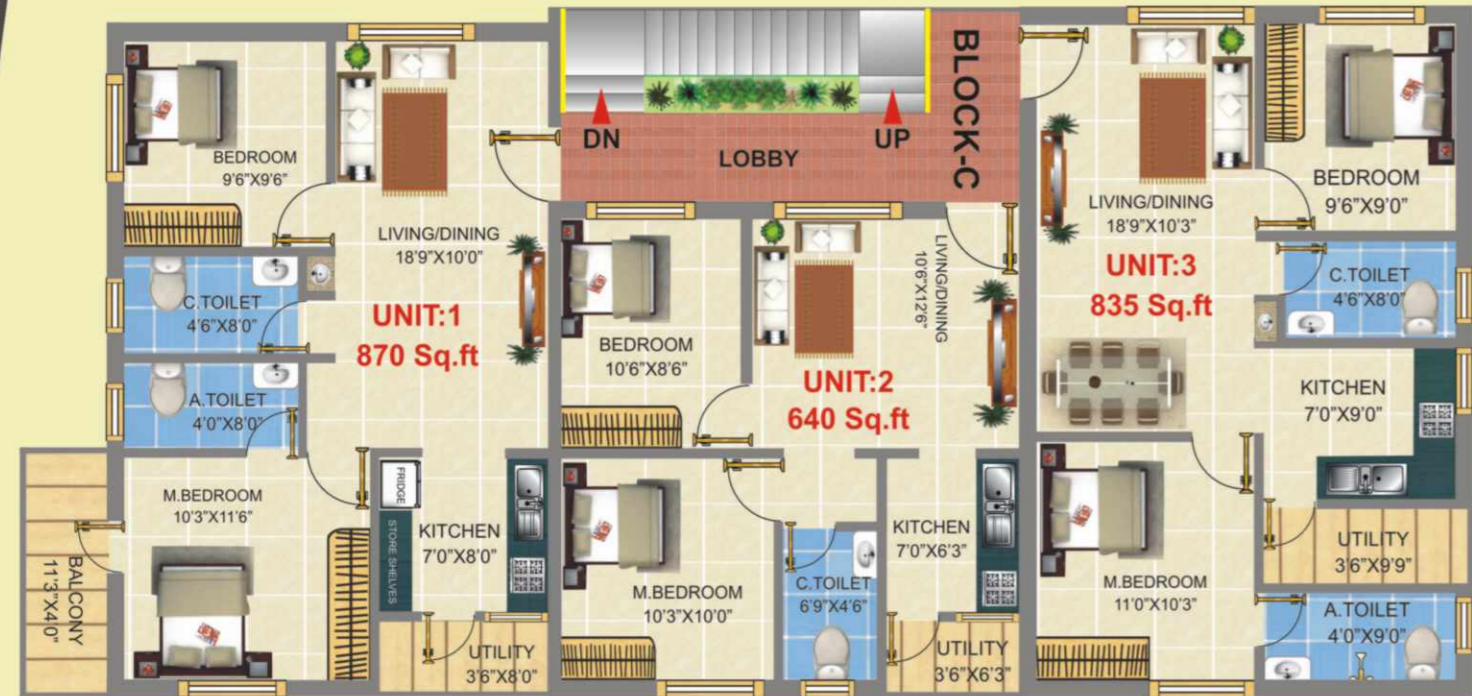 BEDROOM
9'6"X9'6"
LIVING/DINING
18'9"X10'0"
C.TOILET
4'6"X8'0"
UNIT:1
870 Sq.ft
A.TOILET
4'0"X8'0"
M.BEDROOM
10'3"X11'6"
BALCONY
11'3"X4'0"
FRIDGE
STORE SHELVES
KITCHEN
7'0"X8'0"
UTILITY
3'6"X8'0"
DN
UP
LOBBY
BLOCK-C
BEDROOM
10'6"X8'6"
LIVING/DINING
10'6"X12'6"
UNIT:2
640 Sq.ft
M.BEDROOM
10'3"X10'0"
C.TOILET
6'9"X4'6"
KITCHEN
7'0"X6'3"
UTILITY
3'6"X6'3"
LIVING/DINING
18'9"X10'3"
BEDROOM
9'6"X9'0"
UNIT:3
835 Sq.ft
C.TOILET
4'6"X8'0"
KITCHEN
7'0"X9'0"
UTILITY
3'6"X9'9"
M.BEDROOM
11'0"X10'3"
A.TOILET
4'0"X9'0"